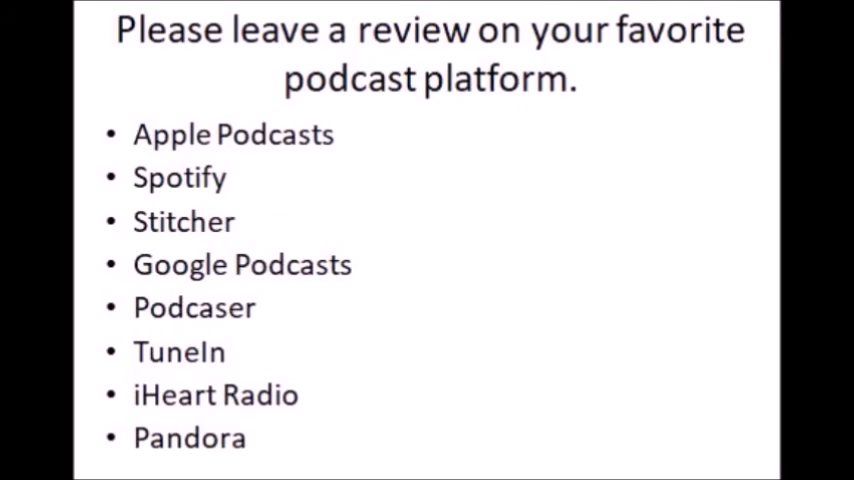 Please leave a review on your favorite
podcast platform.
• Apple Podcasts
• Spotify
• Stitcher
• Google Podcasts
• Podcaser
• TuneIn
• iHeart Radio
• Pandora